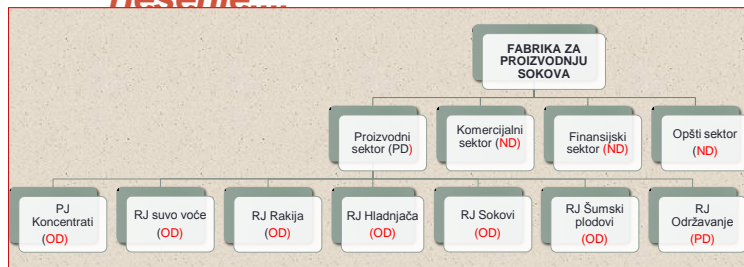 FABRIKA ZA
PROIZVODNJU
SOKOVA
Proizvodni
sektor (PD)
Komercijalni
sektor (ND)
Finansijski
sektor (ND)
Opšti sektor
(ND)
PJ
Koncentrati
(OD)
RJ suvo voće
(OD)
RJ Rakija
(OD)
RJ Hladnjača
(OD)
RJ Sokovi
(OD)
RJ Šumski
plodovi
(OD)
RJ
Održavanje
(PD)